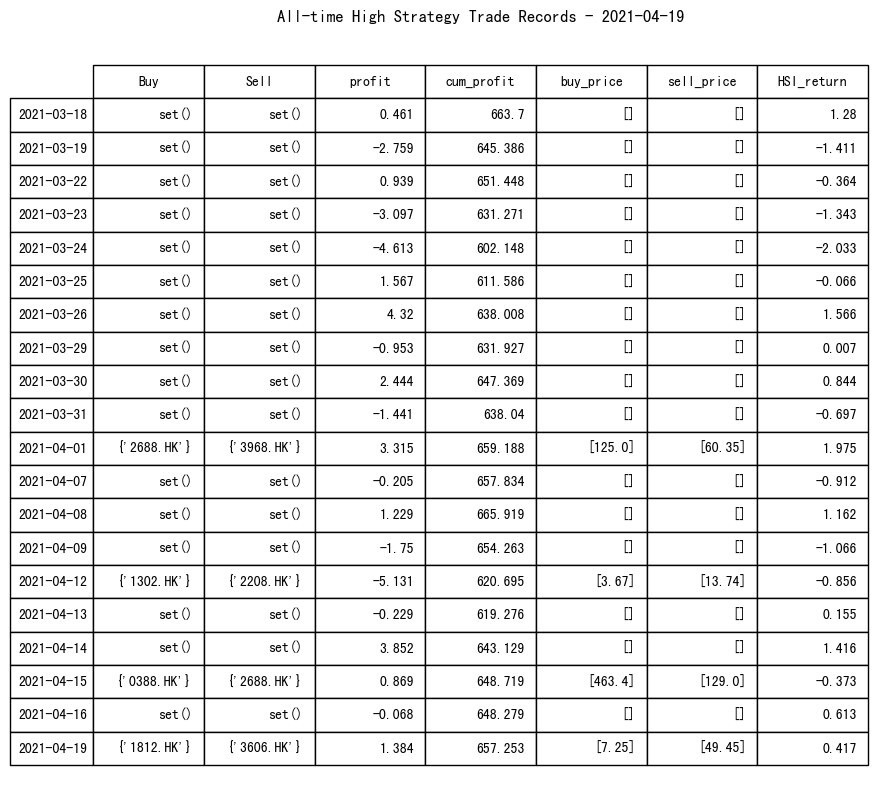 All-time High Strategy Trade Records - 2021-04-19
Buy Sell profit cum_profit buy_price sell_price HSI_return
2021-03-18 set() set() 0.461 663.7 [] [] 1.28
2021-03-19 set() set() -2.759 645.386 [] [] -1.411
2021-03-22 set() set() 0.939 651.448 [] [] -0.364
2021-03-23 set() set() -3.097 631.271 [] [] -1.343
2021-03-24 set() set() -4.613 602.148 [] [] -2.033
2021-03-25 set() set() 1.567 611.586 [] [] -0.066
2021-03-26 set() set() 4.32 638.008 [] [] 1.566
2021-03-29 set() set() -0.953 631.927 [] [] 0.007
2021-03-30 set() set() 2.444 647.369 [] [] 0.844
2021-03-31 set() set() -1.441 638.04 [] [] -0.697
2021-04-01 {'2688.HK'} {'3968.HK'} 3.315 659.188 [125.0] [60.35] 1.975
2021-04-07 set() set() -0.205 657.834 [] [] -0.912
2021-04-08 set() set() 1.229 665.919 [] [] 1.162
2021-04-09 set() set() -1.75 654.263 [] [] -1.066
2021-04-12 {'1302.HK'} {'2208.HK'} -5.131 620.695 [3.67] [13.74] -0.856
2021-04-13 set() set() -0.229 619.276 [] [] 0.155
2021-04-14 set() set() 3.852 643.129 [] [] 1.416
2021-04-15 {'0388.HK'} {'2688.HK'} 0.869 648.719 [463.4] [129.0] -0.373
2021-04-16 set() set() -0.068 648.279 [] [] 0.613
2021-04-19 {'1812.HK'} {'3606.HK'} 1.384 657.253 [7.25] [49.45] 0.417